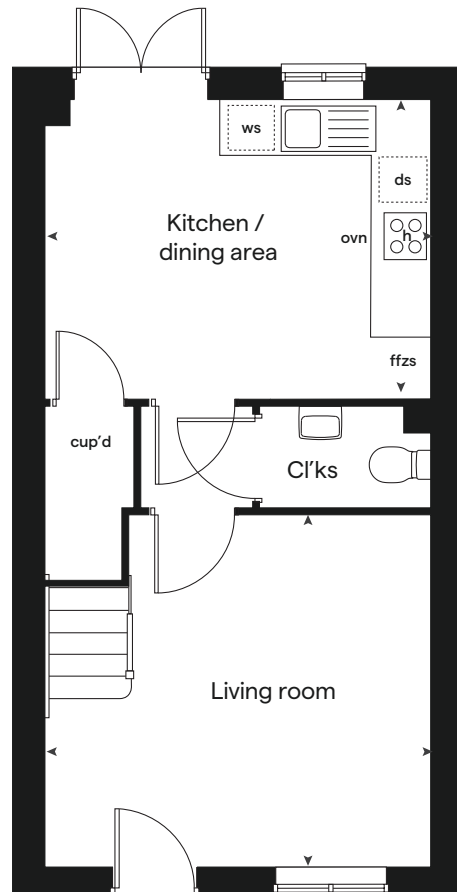 ws
ds
Kitchen /
dining area
ovn
h
ffzs
cup'd
Cl'ks
Living room